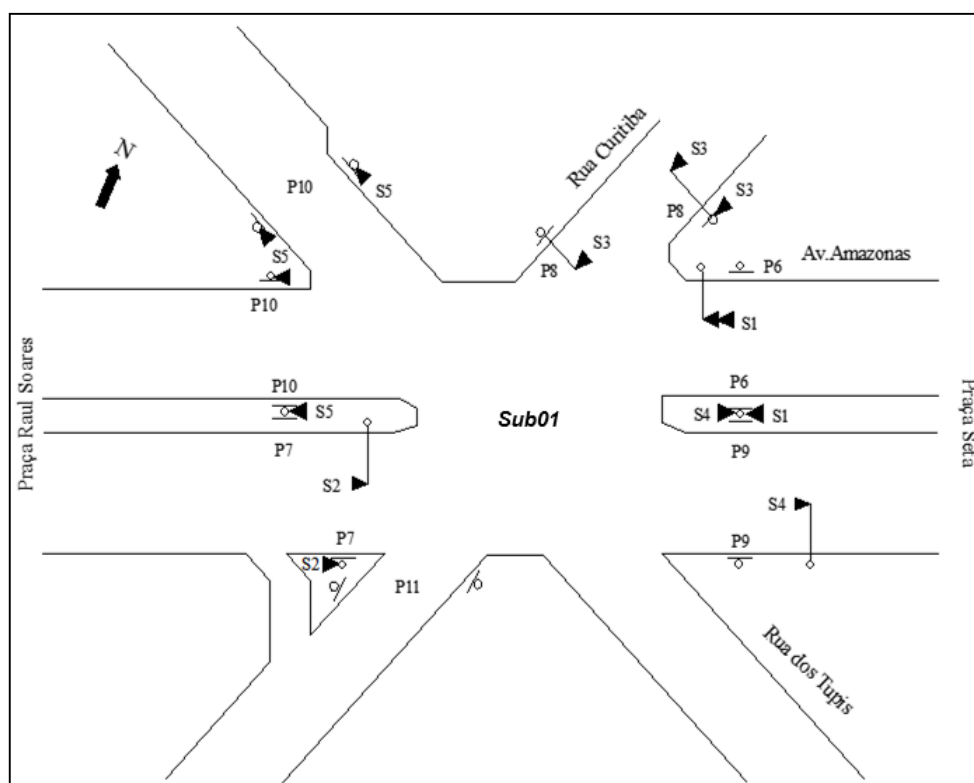 N
Rua Curitiba
S3
P10
S5
S3
P8
S5
S3
P8
P6
Av.Amazonas
P10
S1
Praça Raul Soares
P10
P6
S5
Sub01
S4
S1
Praça Seta
P7
P9
S2
S4
P7
P9
S2
P11
Rua dos Tupis